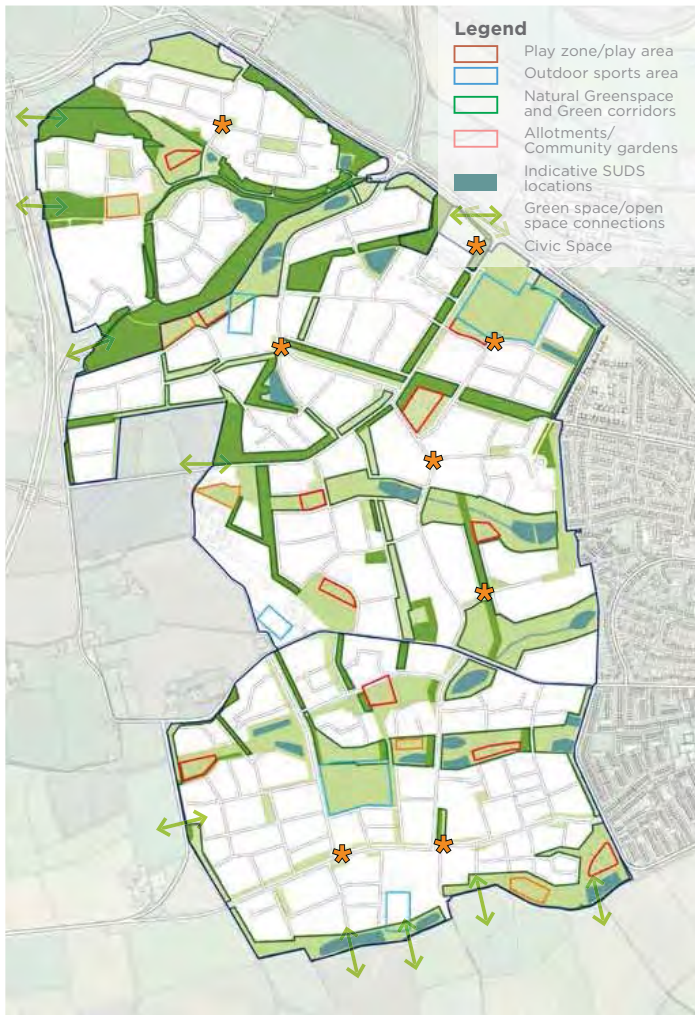 Legend
Play zone/play area
Outdoor sports area
Natural Greenspace
and Green corridors
Allotments/
Community gardens
Indicative SUDS
locations
Green space/open
space connections
Civic Space